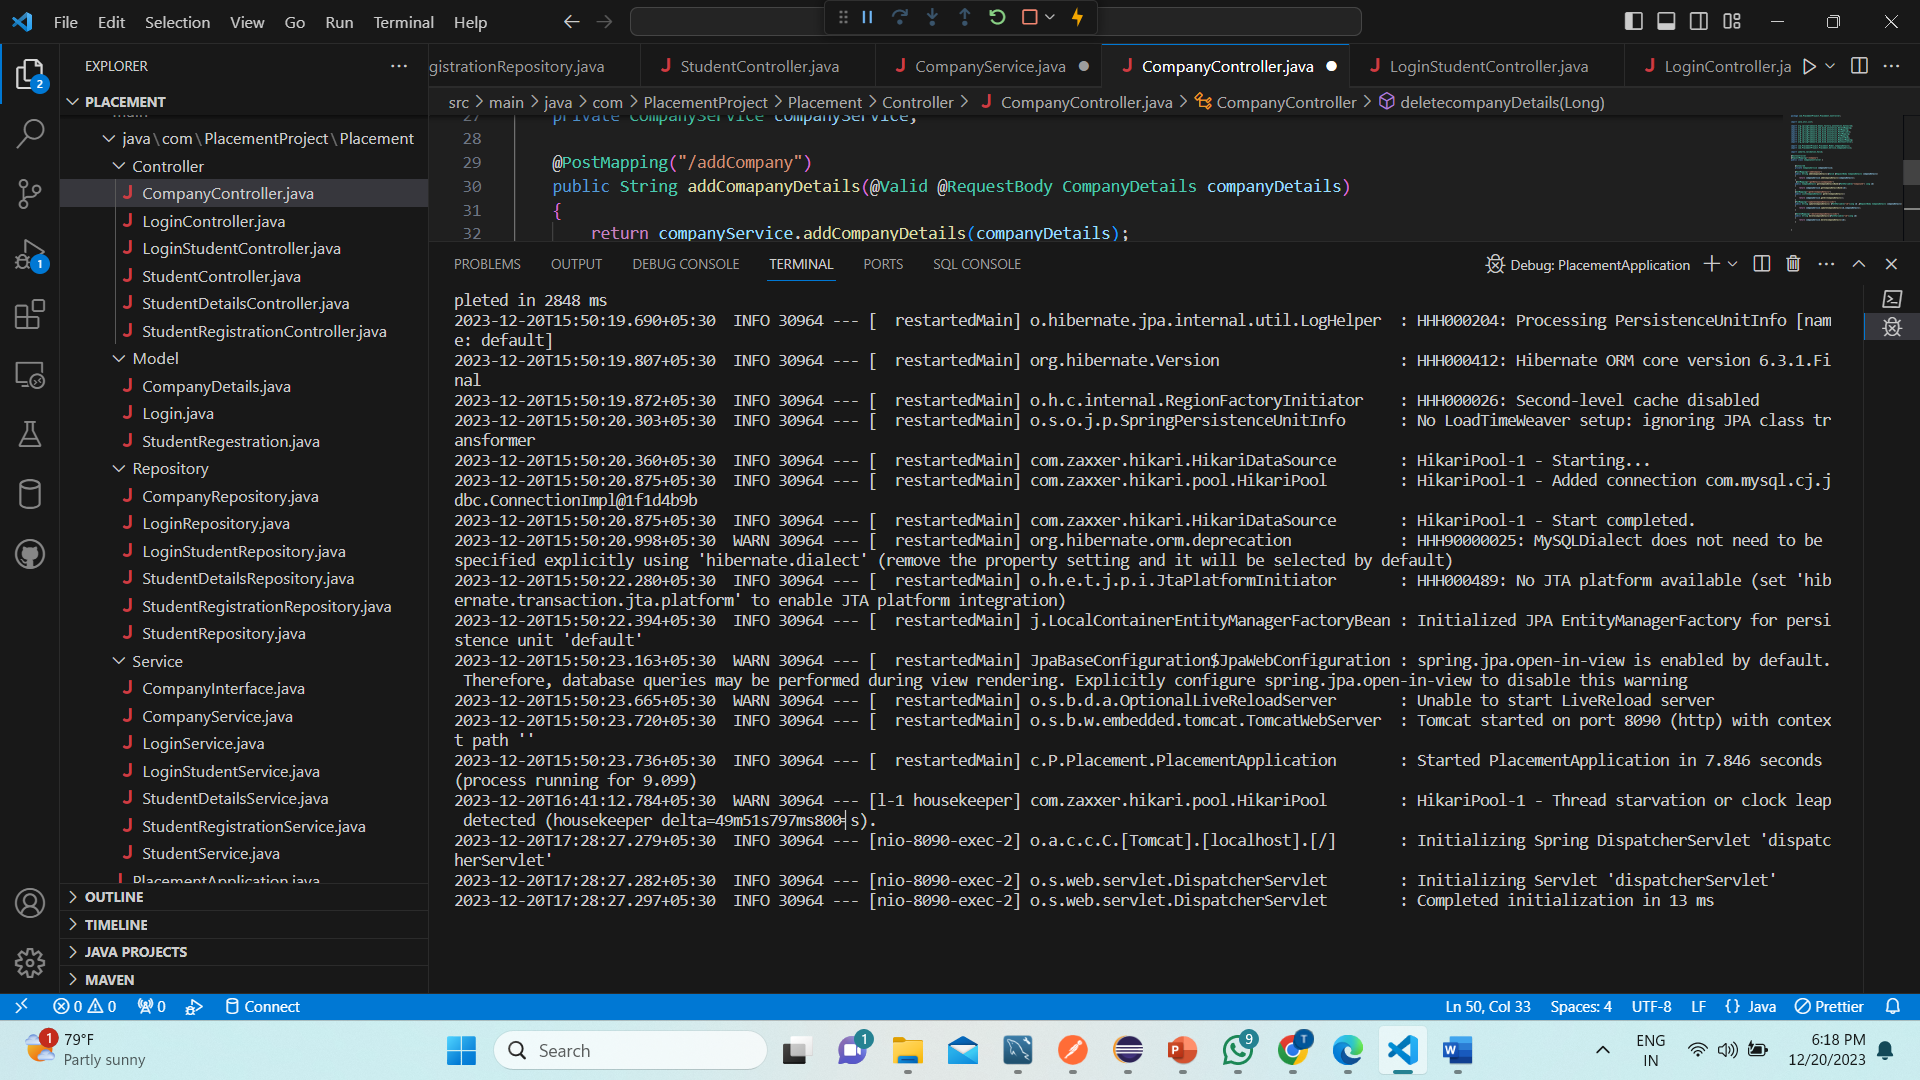 File Edit Selection View Go Run Terminal Help
EXPLORER
PLACEMENT
java\com\PlacementProject\Placement
Controller
CompanyController.java
LoginController.java
LoginStudentController.java
StudentController.java
StudentDetailsController.java
StudentRegistrationController.java
Model
CompanyDetails.java
Login.java
StudentRegestration.java
Repository
CompanyRepository.java
LoginRepository.java
LoginStudentRepository.java
StudentDetailsRepository.java
StudentRegistrationRepository.java
StudentRepository.java
Service
CompanyInterface.java
CompanyService.java
LoginService.java
LoginStudentService.java
StudentDetailsService.java
StudentRegistrationService.java
StudentService.java
PlacementApplication.java
OUTLINE
TIMELINE
JAVA PROJECTS
MAVEN
gistrationRepository.java StudentController.java CompanyService.java CompanyController.java LoginStudentController.java LoginController.ja
src > main > java > com > PlacementProject > Placement > Controller > CompanyController.java > CompanyController > deletecompanyDetails(Long)
27 private CompanyService companyService;
28
29 @PostMapping("/addCompany")
30 public String addComapanyDetails(@Valid @RequestBody CompanyDetails companyDetails)
31 {
32 return companyService.addCompanyDetails(companyDetails);
PROBLEMS OUTPUT DEBUG CONSOLE TERMINAL PORTS SQL CONSOLE Debug: PlacementApplication
pleted in 2848 ms
2023-12-20T15:50:19.690+05:30  INFO 30964 --- [  restartedMain] o.hibernate.jpa.internal.util.LogHelper  : HHH000204: Processing PersistenceUnitInfo [nam
e: default]
2023-12-20T15:50:19.807+05:30  INFO 30964 --- [  restartedMain] org.hibernate.Version                    : HHH000412: Hibernate ORM core version 6.3.1.Fi
nal
2023-12-20T15:50:19.872+05:30  INFO 30964 --- [  restartedMain] o.h.c.internal.RegionFactoryInitiator    : HHH000026: Second-level cache disabled
2023-12-20T15:50:20.303+05:30  INFO 30964 --- [  restartedMain] o.s.o.j.p.SpringPersistenceUnitInfo      : No LoadTimeWeaver setup: ignoring JPA class tr
ansformer
2023-12-20T15:50:20.360+05:30  INFO 30964 --- [  restartedMain] com.zaxxer.hikari.HikariDataSource       : HikariPool-1 - Starting...
2023-12-20T15:50:20.875+05:30  INFO 30964 --- [  restartedMain] com.zaxxer.hikari.pool.HikariPool        : HikariPool-1 - Added connection com.mysql.cj.j
dbc.ConnectionImpl@1f1d4b9b
2023-12-20T15:50:20.875+05:30  INFO 30964 --- [  restartedMain] com.zaxxer.hikari.HikariDataSource       : HikariPool-1 - Start completed.
2023-12-20T15:50:20.998+05:30  WARN 30964 --- [  restartedMain] org.hibernate.orm.deprecation            : HHH90000025: MySQLDialect does not need to be
specified explicitly using 'hibernate.dialect' (remove the property setting and it will be selected by default)
2023-12-20T15:50:22.280+05:30  INFO 30964 --- [  restartedMain] o.h.e.t.j.p.i.JtaPlatformInitiator       : HHH000489: No JTA platform available (set 'hib
ernate.transaction.jta.platform' to enable JTA platform integration)
2023-12-20T15:50:22.394+05:30  INFO 30964 --- [  restartedMain] j.LocalContainerEntityManagerFactoryBean : Initialized JPA EntityManagerFactory for persi
stence unit 'default'
2023-12-20T15:50:23.163+05:30  WARN 30964 --- [  restartedMain] JpaBaseConfiguration$JpaWebConfiguration : spring.jpa.open-in-view is enabled by default.
Therefore, database queries may be performed during view rendering. Explicitly configure spring.jpa.open-in-view to disable this warning
2023-12-20T15:50:23.665+05:30  WARN 30964 --- [  restartedMain] o.s.b.d.a.OptionalLiveReloadServer       : Unable to start LiveReload server
2023-12-20T15:50:23.720+05:30  INFO 30964 --- [  restartedMain] o.s.b.w.embedded.tomcat.TomcatWebServer  : Tomcat started on port 8090 (http) with contex
t path ''
2023-12-20T15:50:23.736+05:30  INFO 30964 --- [  restartedMain] c.P.Placement.PlacementApplication       : Started PlacementApplication in 7.846 seconds
(process running for 9.099)
2023-12-20T16:41:12.784+05:30  WARN 30964 --- [l-1 housekeeper] com.zaxxer.hikari.pool.HikariPool        : HikariPool-1 - Thread starvation or clock leap
detected (housekeeper delta=49m51s797ms800 s).
2023-12-20T17:28:27.279+05:30  INFO 30964 --- [nio-8090-exec-2] o.a.c.c.C.[Tomcat].[localhost].[/]       : Initializing Spring DispatcherServlet 'dispatc
herServlet'
2023-12-20T17:28:27.282+05:30  INFO 30964 --- [nio-8090-exec-2] o.s.web.servlet.DispatcherServlet        : Initializing Servlet 'dispatcherServlet'
2023-12-20T17:28:27.297+05:30  INFO 30964 --- [nio-8090-exec-2] o.s.web.servlet.DispatcherServlet        : Completed initialization in 13 ms
0 0 0 Connect Ln 50, Col 33 Spaces: 4 UTF-8 LF {} Java Prettier
79°F
Partly sunny
Search
ENG
IN
6:18 PM
12/20/2023